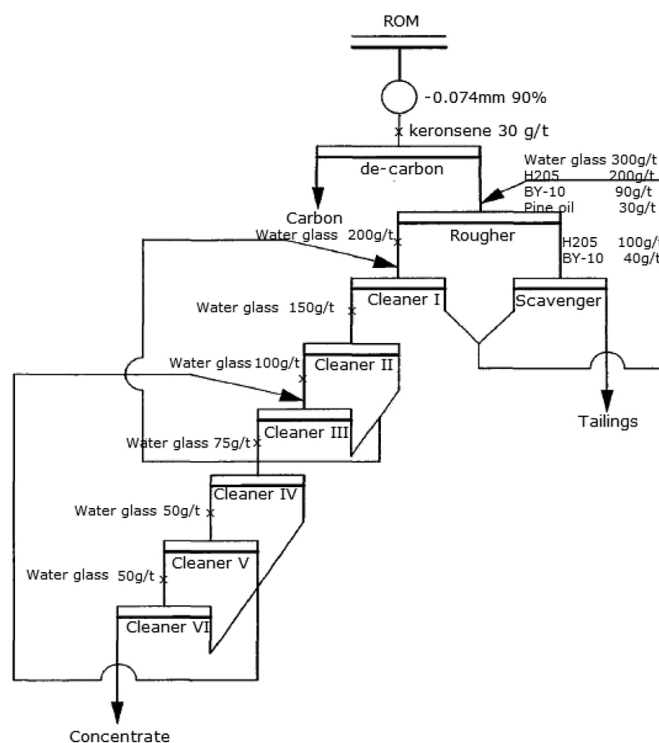 ROM
-0.074mm 90%
keronsene 30 g/t
de-carbon
Water glass 300g/t
H205 200g/t
BY-10 90g/t
Pine oil 30g/t
Carbon
Water glass 200g/t
Rougher
H205 100g/t
BY-10 40g/t
Cleaner I
Scavenger
Water glass 150g/t
Cleaner II
Water glass 100g/t
Tailings
Cleaner III
Water glass 75g/t
Cleaner IV
Water glass 50g/t
Cleaner V
Water glass 50g/t
Cleaner VI
Concentrate